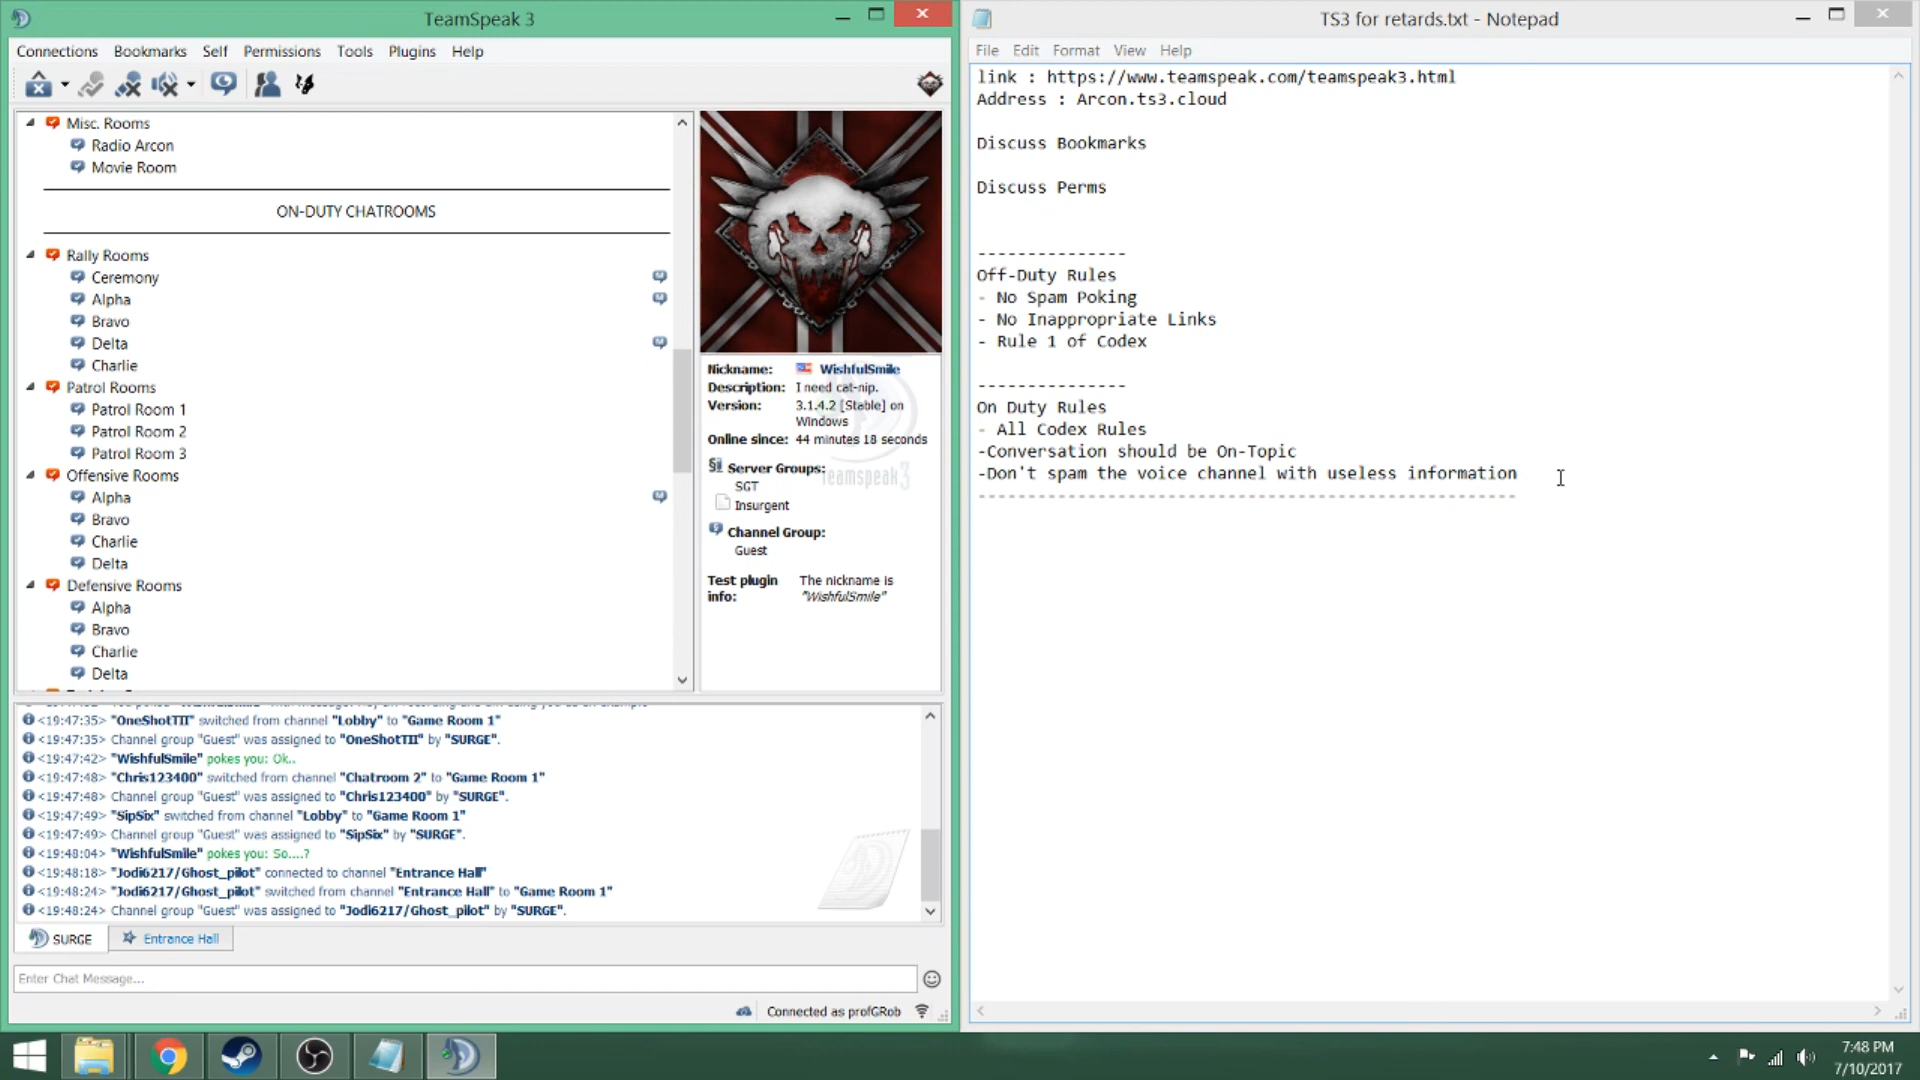 TeamSpeak 3
Connections Bookmarks Self Permissions Tools Plugins Help
Misc. Rooms
Radio Arcon
Movie Room
ON-DUTY CHATROOMS
Rally Rooms
Ceremony
Alpha
Bravo
Delta
Charlie
Patrol Rooms
Patrol Room 1
Patrol Room 2
Patrol Room 3
Offensive Rooms
Alpha
Bravo
Charlie
Delta
Defensive Rooms
Alpha
Bravo
Charlie
Delta
Nickname: WishfulSmile
Description: I need cat-nip.
Version: 3.1.4.2 [Stable] on
Windows
Online since: 44 minutes 18 seconds
Server Groups:
SGT
Insurgent
Channel Group:
Guest
Test plugin The nickname is
info: "WishfulSmile"
teamspeak3
<19:47:35> "OneShotTII" switched from channel "Lobby" to "Game Room 1"
<19:47:35> Channel group "Guest" was assigned to "OneShotTII" by "SURGE".
<19:47:42> "WishfulSmile" pokes you: Ok..
<19:47:48> "Chris123400" switched from channel "Chatroom 2" to "Game Room 1"
<19:47:48> Channel group "Guest" was assigned to "Chris123400" by "SURGE".
<19:47:49> "SipSix" switched from channel "Lobby" to "Game Room 1"
<19:47:49> Channel group "Guest" was assigned to "SipSix" by "SURGE".
<19:48:04> "WishfulSmile" pokes you: So....?
<19:48:18> "Jodi6217/Ghost_pilot" connected to channel "Entrance Hall"
<19:48:24> "Jodi6217/Ghost_pilot" switched from channel "Entrance Hall" to "Game Room 1"
<19:48:24> Channel group "Guest" was assigned to "Jodi6217/Ghost_pilot" by "SURGE".
SURGE Entrance Hall
Enter Chat Message...
Connected as profGRob
TS3 for retards.txt - Notepad
File Edit Format View Help
link : https://www.teamspeak.com/teamspeak3.html
Address : Arcon.ts3.cloud
Discuss Bookmarks
Discuss Perms
---------------
Off-Duty Rules
- No Spam Poking
- No Inappropriate Links
- Rule 1 of Codex
---------------
On Duty Rules
- All Codex Rules
-Conversation should be On-Topic
-Don't spam the voice channel with useless information
------------------------------------------------------
7:48 PM
7/10/2017